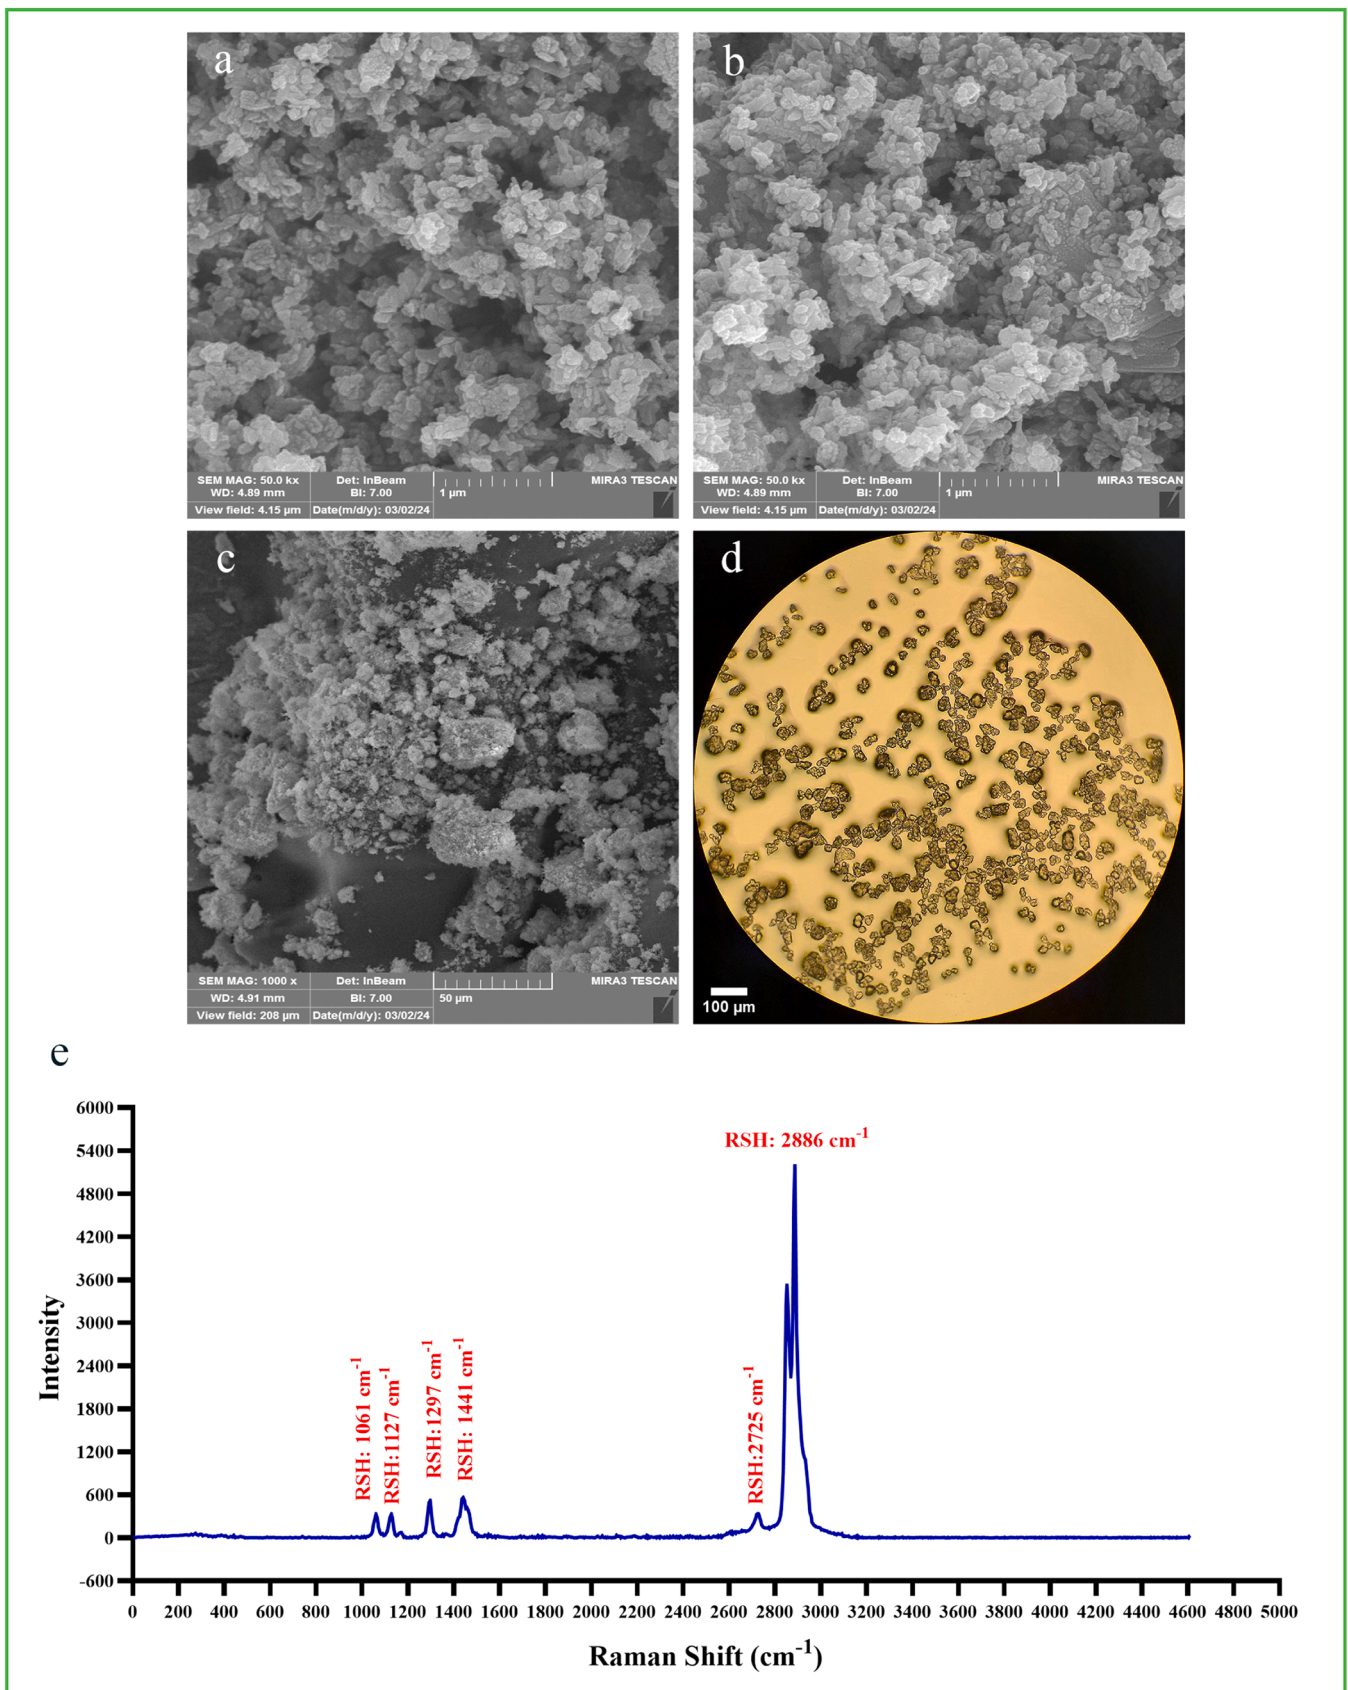 a
SEM MAG: 50.0 kx Det: InBeam MIRA3 TESCAN
WD: 4.89 mm BI: 7.00 1 µm
View field: 4.15 µm Date(m/d/y): 03/02/24
b
SEM MAG: 50.0 kx Det: InBeam MIRA3 TESCAN
WD: 4.89 mm BI: 7.00 1 µm
View field: 4.15 µm Date(m/d/y): 03/02/24
c
SEM MAG: 1000 x Det: InBeam MIRA3 TESCAN
WD: 4.91 mm BI: 7.00 50 µm
View field: 208 µm Date(m/d/y): 03/02/24
d
100 µm
e
6000
5400
4800
4200
3600
3000
2400
1800
1200
600
0
-600
Intensity
RSH: 1061 cm⁻¹
RSH:1127 cm⁻¹
RSH:1297 cm⁻¹
RSH: 1441 cm⁻¹
RSH:2725 cm⁻¹
RSH: 2886 cm⁻¹
0 200 400 600 800 1000 1200 1400 1600 1800 2000 2200 2400 2600 2800 3000 3200 3400 3600 3800 4000 4200 4400 4600 4800 5000
Raman Shift (cm⁻¹)